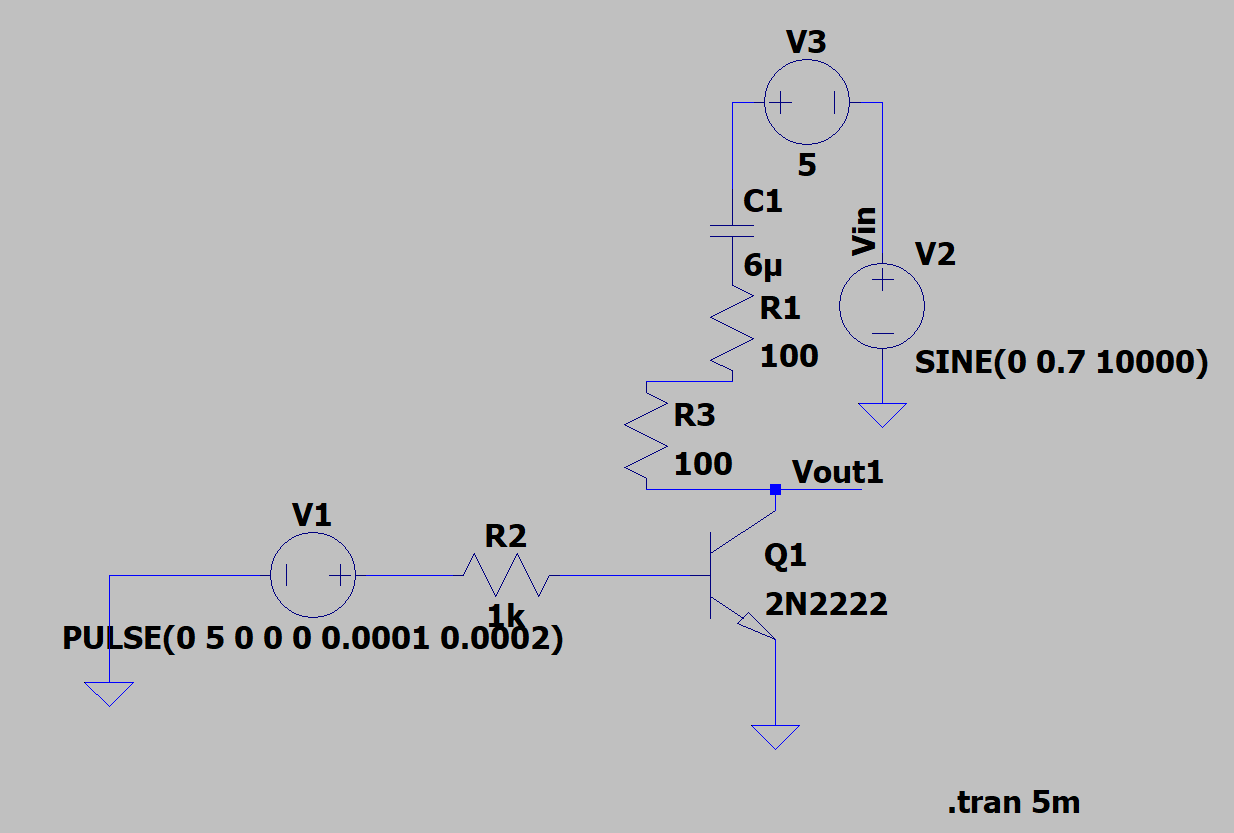 V3
5
C1
6µ
Vin
V2
R1
100
SINE(0 0.7 10000)
R3
100
Vout1
V1
R2
1k
PULSE(0 5 0 0 0 0.0001 0.0002)
Q1
2N2222
.tran 5m